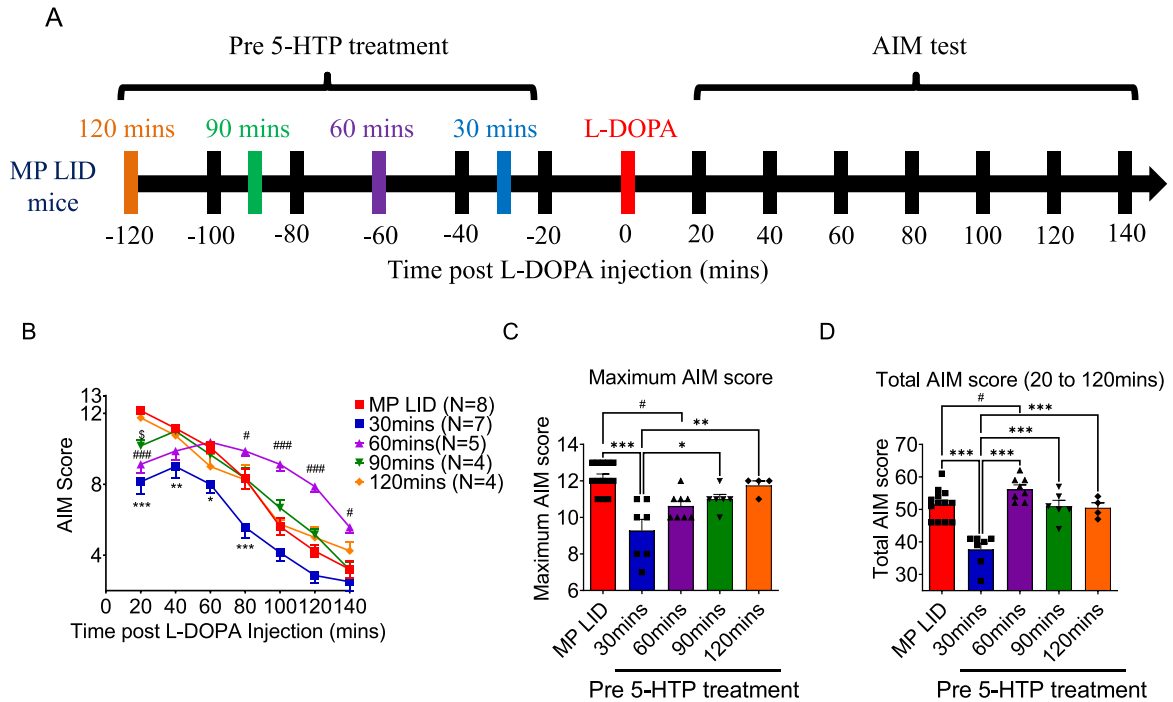 A
Pre 5-HTP treatment
AIM test
120 mins
90 mins
60 mins
30 mins
L-DOPA
MP LID
mice
-120
-100
-80
-60
-40
-20
0
20
40
60
80
100
120
140
Time post L-DOPA injection (mins)
B
13
12
8
4
AIM Score
$
###
***
**
*
#
***
###
###
#
MP LID (N=8)
30mins (N=7)
60mins(N=5)
90mins (N=4)
120mins (N=4)
0
20
40
60
80
100
120
140
Time post L-DOPA Injection (mins)
C
Maximum AIM score
#
**
***
*
14
12
10
8
6
Maximum AIM score
MP LID
30mins
60mins
90mins
120mins
Pre 5-HTP treatment
D
Total AIM score (20 to 120mins)
#
***
***
***
***
70
60
50
40
30
Total AIM score
MP LID
30mins
60mins
90mins
120mins
Pre 5-HTP treatment